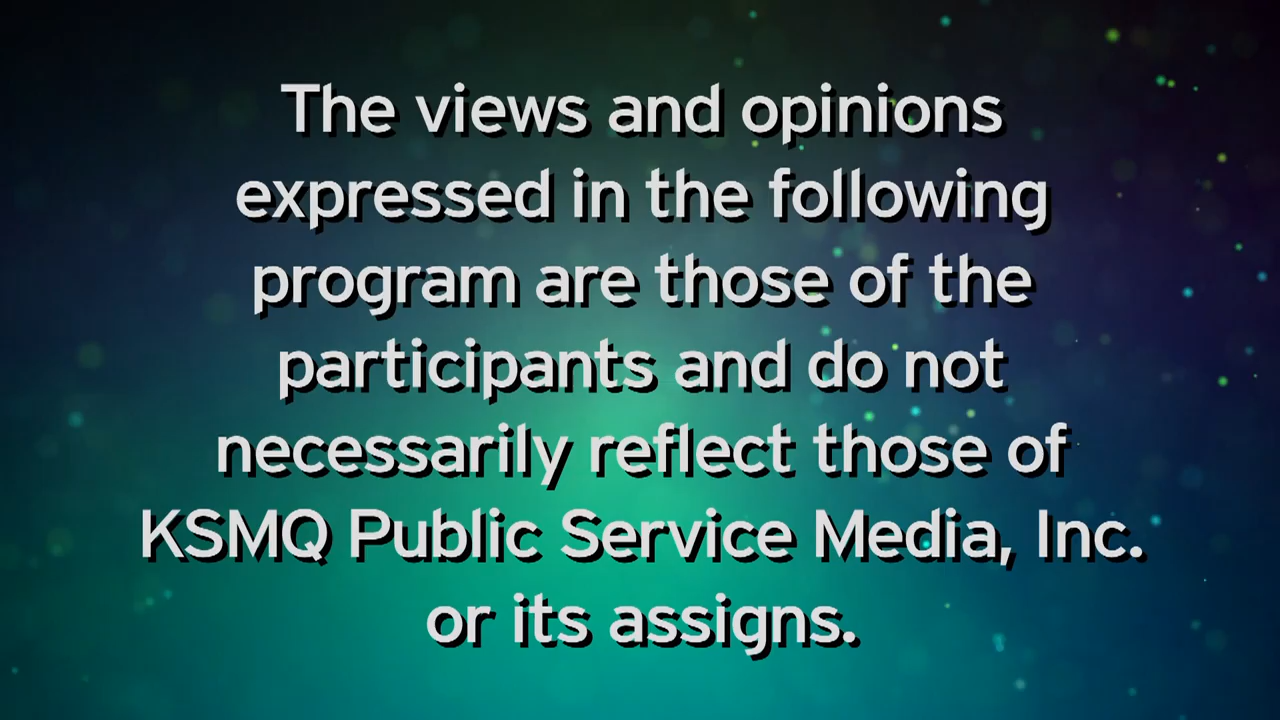 The views and opinions
expressed in the following
program are those of the
participants and do not
necessarily reflect those of
KSMQ Public Service Media, Inc.
or its assigns.